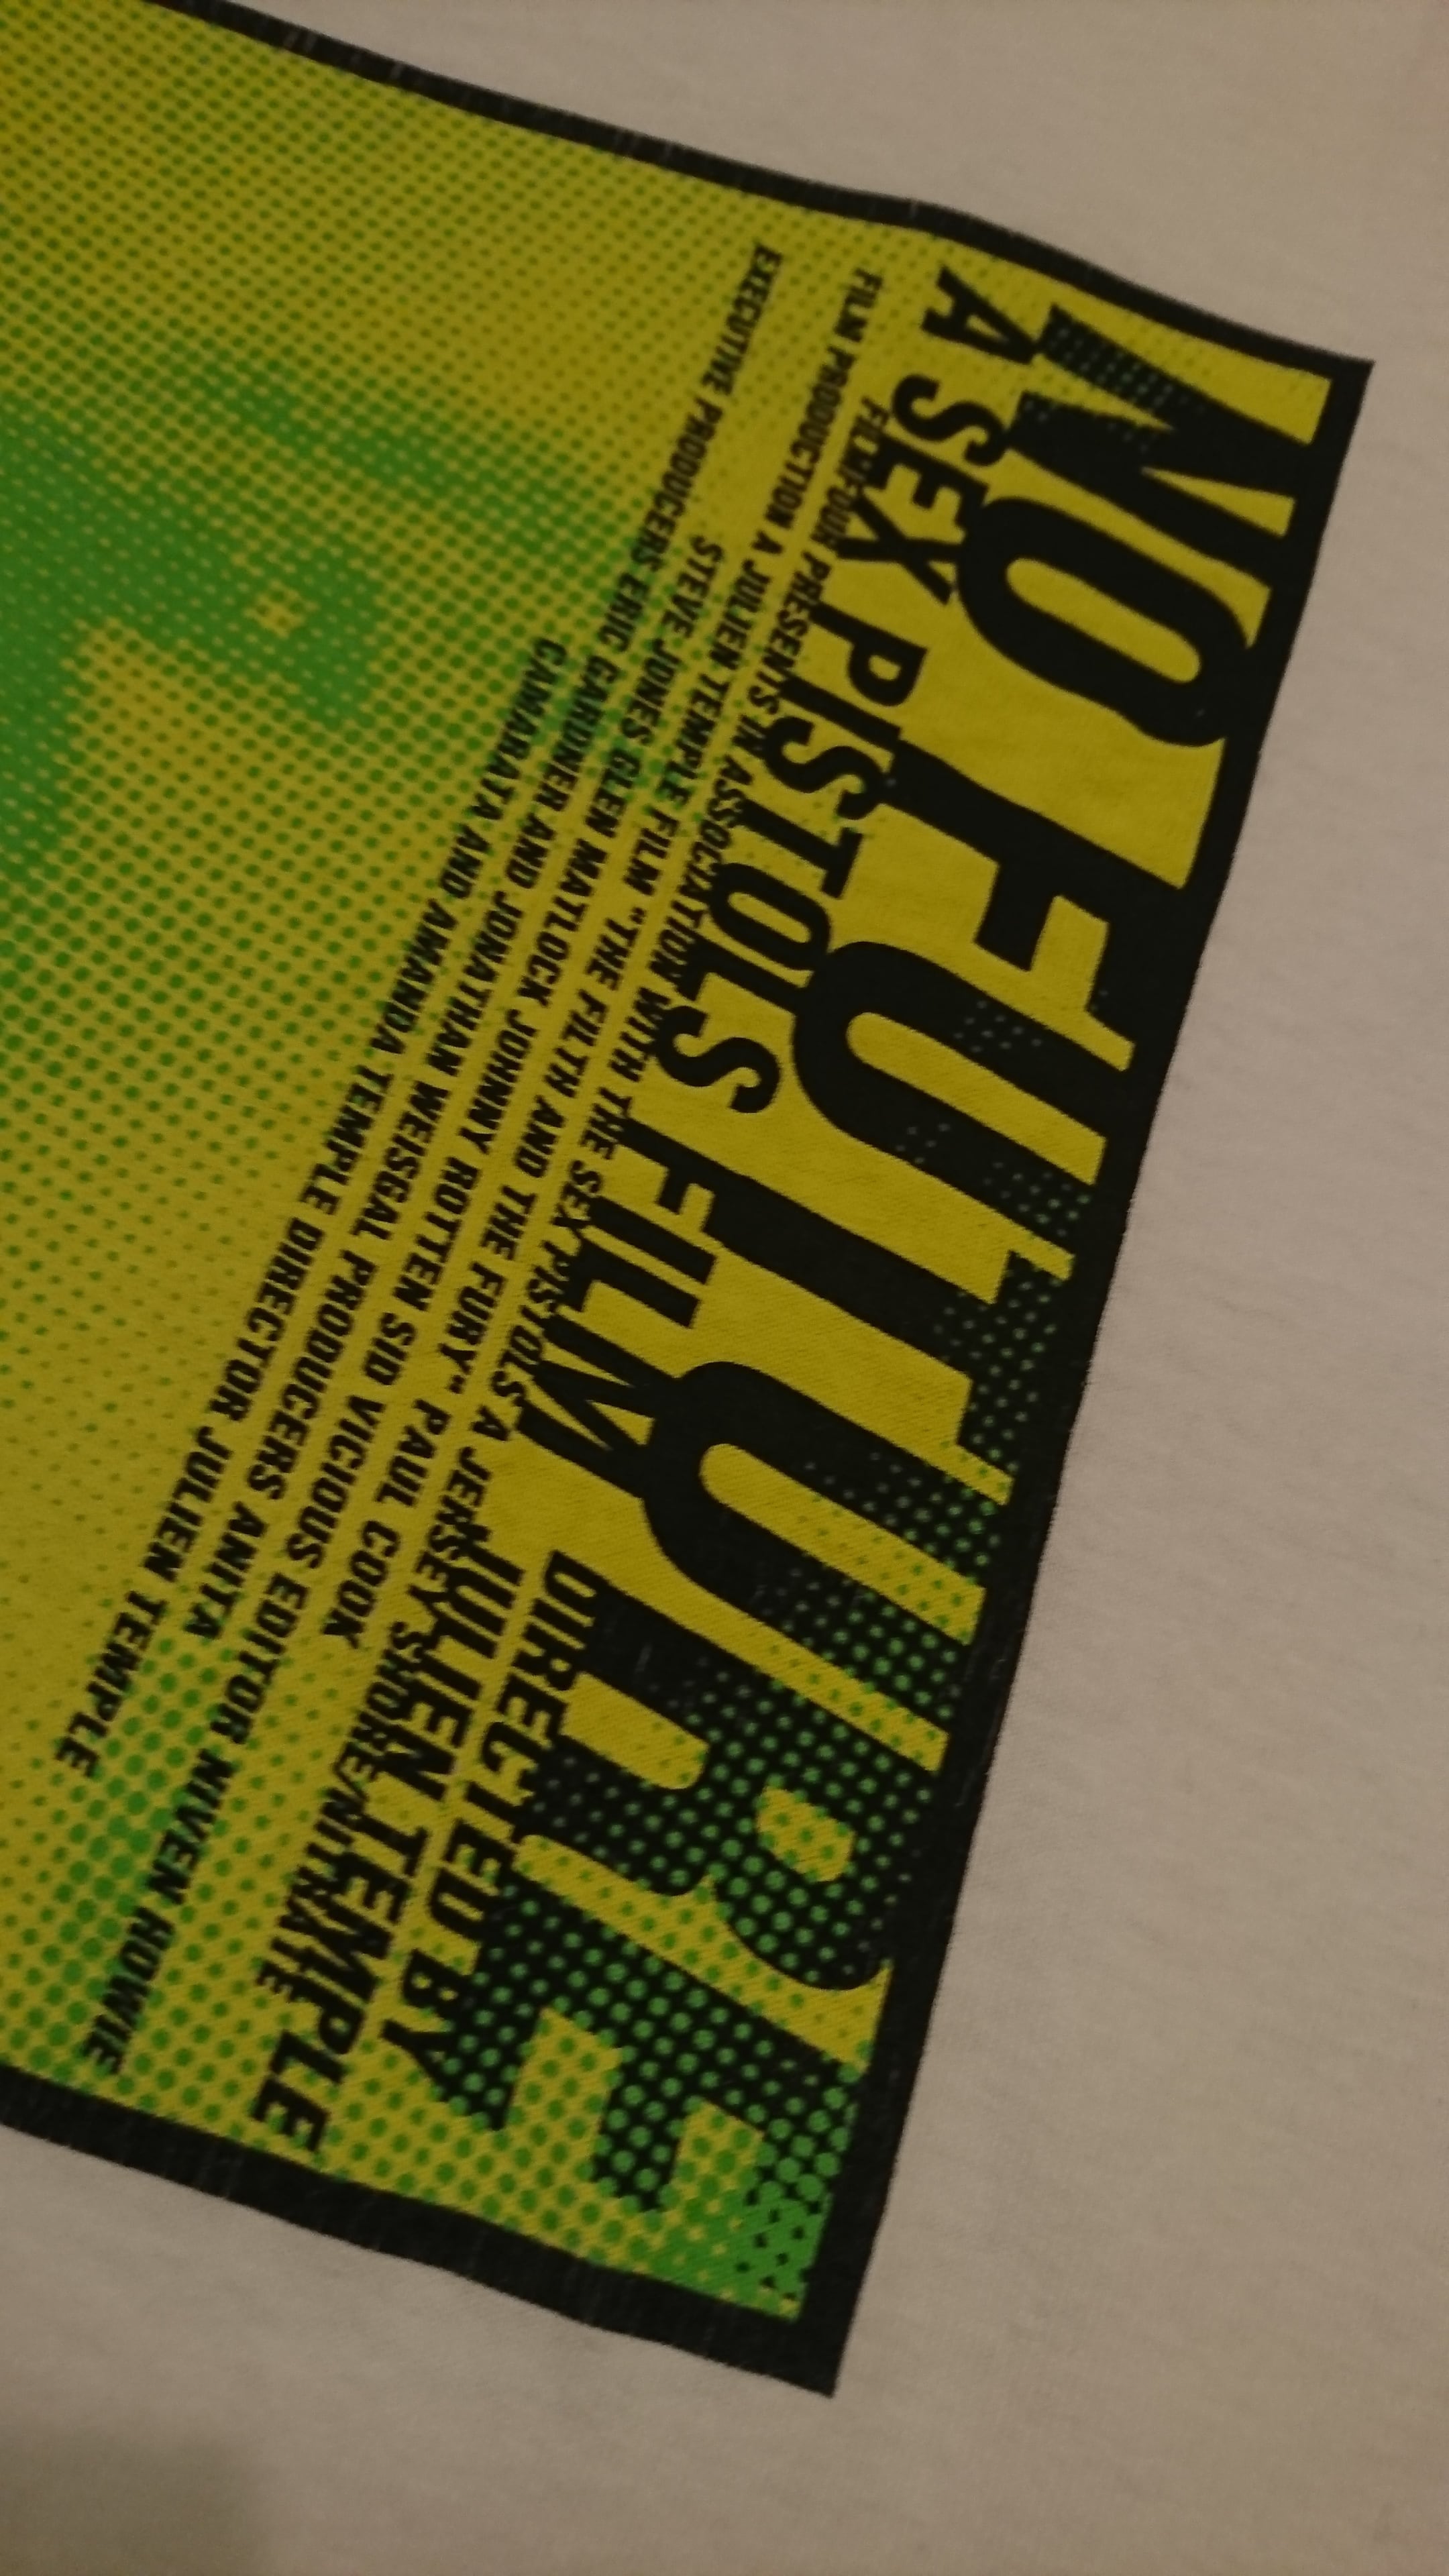 NO FUTURE
A SEX PISTOLS FILM DIRECTED BY
JULIEN TEMPLE
FILMFOUR PRESENTS IN ASSOCIATION WITH THE SEX PISTOLS A JERSEY SHORE/NITRATE
FILM PRODUCTION A JULIEN TEMPLE FILM "THE FILTH AND THE FURY" PAUL COOK
STEVE JONES GLEN MATLOCK JOHNNY ROTTEN SID VICIOUS EDITOR NIVEN HOWIE
EXECUTIVE PRODUCERS ERIC GARDNER AND JONATHAN WEISGAL PRODUCERS ANITA
CAMARATA AND AMANDA TEMPLE DIRECTOR JULIEN TEMPLE